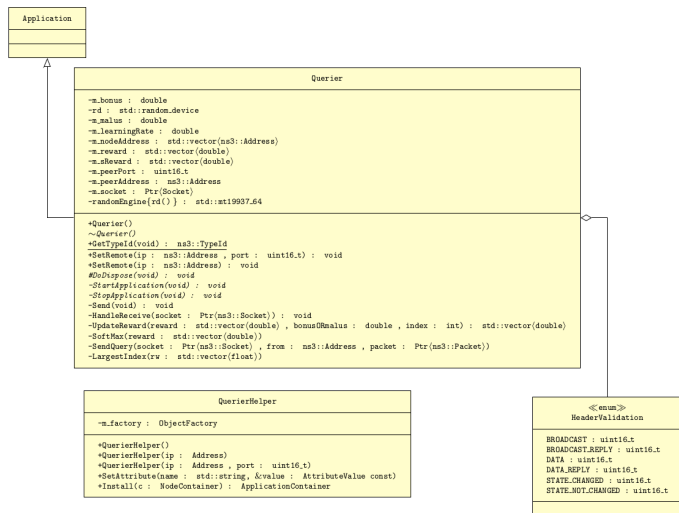 Application
Querier
-m_bonus : double
-rd : std::random_device
-m_malus : double
-m_learningRate : double
-m_nodeAddress : std::vector⟨ns3::Address⟩
-m_reward : std::vector⟨double⟩
-m_sReward : std::vector⟨double⟩
-m_peerPort : uint16_t
-m_peerAddress : ns3::Address
-m_socket : Ptr⟨Socket⟩
-randomEngine{rd() } : std::mt19937_64
+Querier()
~Querier()
+GetTypeId(void) : ns3::TypeId
+SetRemote(ip : ns3::Address , port : uint16_t) : void
+SetRemote(ip : ns3::Address) : void
#DoDispose(void) : void
-StartApplication(void) : void
-StopApplication(void) : void
-Send(void) : void
-HandleReceive(socket : Ptr⟨ns3::Socket⟩) : void
-UpdateReward(reward : std::vector⟨double⟩ , bonusORmalus : double , index : int) : std::vector⟨double⟩
-SoftMax(reward : std::vector⟨double⟩)
-SendQuery(socket : Ptr⟨ns3::Socket⟩ , from : ns3::Address , packet : Ptr⟨ns3::Packet⟩)
-LargestIndex(rw : std::vector⟨float⟩)
QuerierHelper
-m_factory : ObjectFactory
+QuerierHelper()
+QuerierHelper(ip : Address)
+QuerierHelper(ip : Address , port : uint16_t)
+SetAttribute(name : std::string, &value : AttributeValue const)
+Install(c : NodeContainer) : ApplicationContainer
≪enum≫
HeaderValidation
BROADCAST : uint16_t
BROADCAST_REPLY : uint16_t
DATA : uint16_t
DATA_REPLY : uint16_t
STATE_CHANGED : uint16_t
STATE_NOT_CHANGED : uint16_t